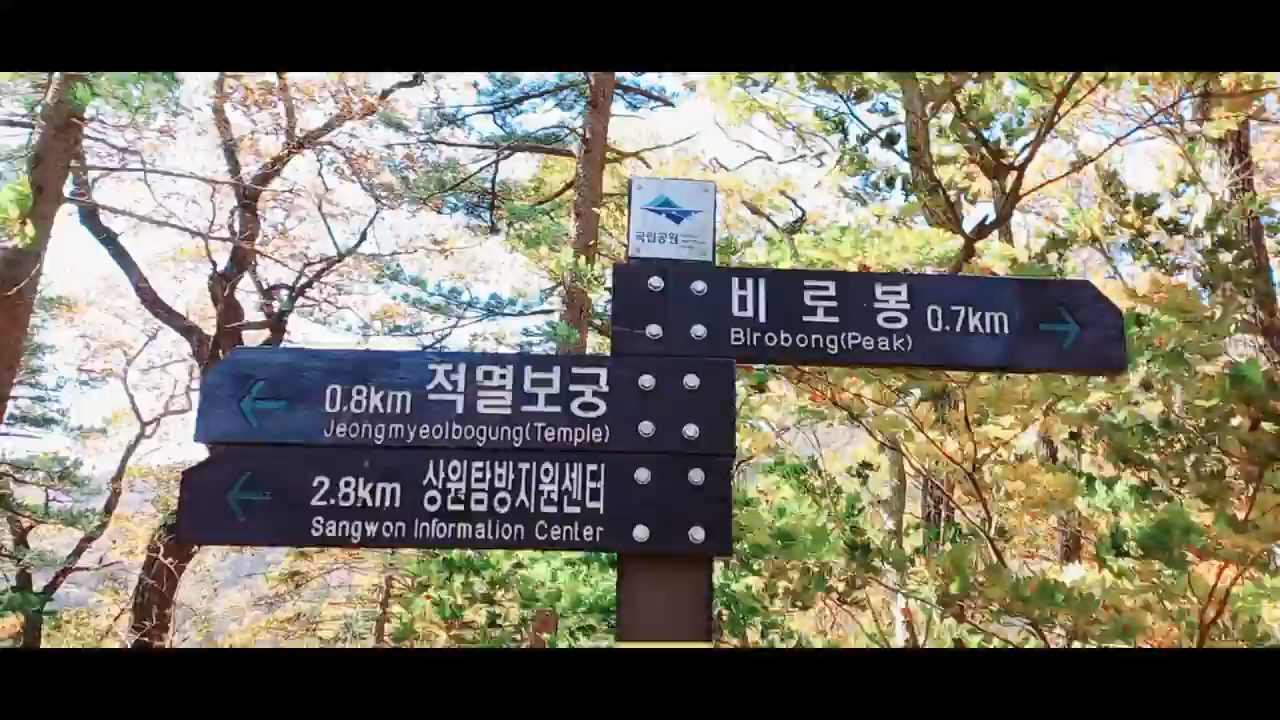 국립공원
비로봉 0.7km
Birobong(Peak)
0.8km 적멸보궁
Jeongmyeolbogung(Temple)
2.8km 상원탐방지원센터
Sangwon Information Center